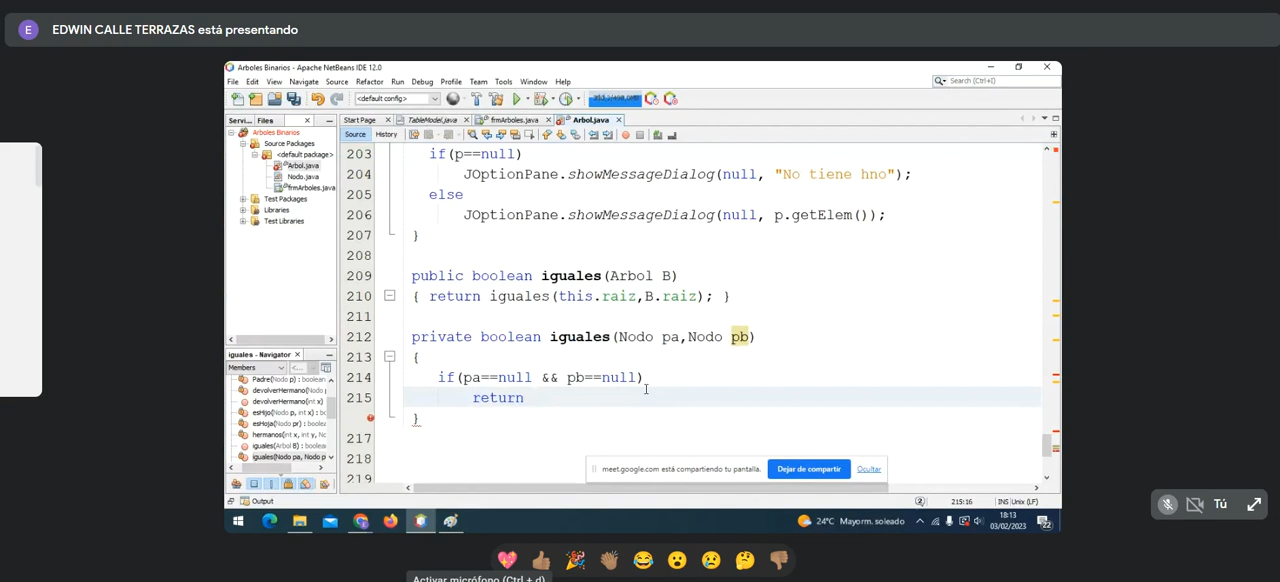 E EDWIN CALLE TERRAZAS está presentando
Arboles Binarios - Apache NetBeans IDE 12.0
File Edit View Navigate Source Refactor Run Debug Profile Team Tools Window Help
Search (Ctrl+I)
<default config>
Servi... Files
Start Page TableModel.java frmArboles.java Arbol.java
Source History
Arboles Binarios
Source Packages
<default package>
Arbol.java
Nodo.java
frmArboles.java
Test Packages
Libraries
Test Libraries
203 if(p==null)
204 JOptionPane.showMessageDialog(null, "No tiene hno");
205 else
206 JOptionPane.showMessageDialog(null, p.getElem());
207 }
208
209 public boolean iguales(Arbol B)
210 { return iguales(this.raiz,B.raiz); }
211
212 private boolean iguales(Nodo pa,Nodo pb)
213 {
214 if(pa==null && pb==null)
215 return
}
217
218
219
iguales - Navigator
Members
Padre(Nodo p) : boolean
devolverHermano(Nodo
devolverHermano(int x)
esHijo(Nodo p, int x) : bo
esHoja(Nodo pr) : boolea
hermanos(int x, int y, No
iguales(Arbol B) : boolea
iguales(Nodo pa, Nodo p
meet.google.com está compartiendo tu pantalla. Dejar de compartir Ocultar
Output
215:16 INS Unix (LF)
24°C Mayorm. soleado
18:13
03/02/2023
22
Tú
Activar micrófono (Ctrl + d)